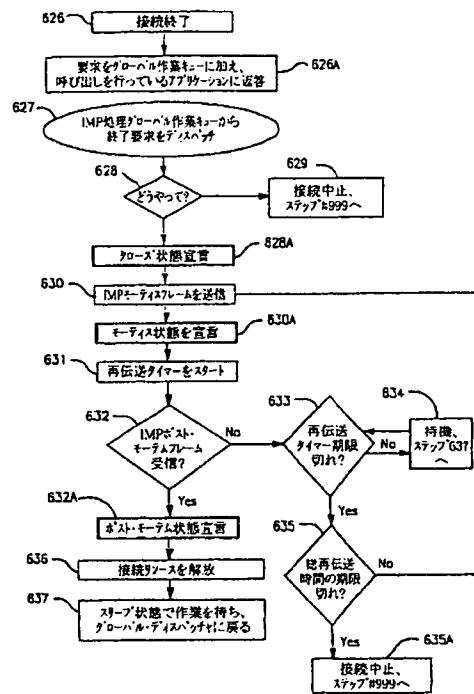 626
接続終了
要求をグローバル作業キューに加え、
呼び出しを行っているアプリケーションに返答
626A
627
IMP処理グローバル作業キューから
終了要求をディスパッチ
628
どうやって?
629
接続中止、
ステップ#999へ
628A
クローズ状態宣言
630
IMPモーティスフレームを送信
630A
モーティス状態を宣言
631
再伝送タイマーをスタート
632
IMPポスト・
モーテムフレーム
受信?
No
633
再伝送
タイマー期限
切れ?
No
634
待機、
ステップ637
へ
Yes
Yes
632A
ポスト・モーテム状態宣言
635
総再伝送
時間の期限
切れ?
No
636
接続リソースを解放
637
スリープ状態で作業を待ち、
グローバル・ディスパッチャに戻る
Yes
635A
接続中止、
ステップ#999へ